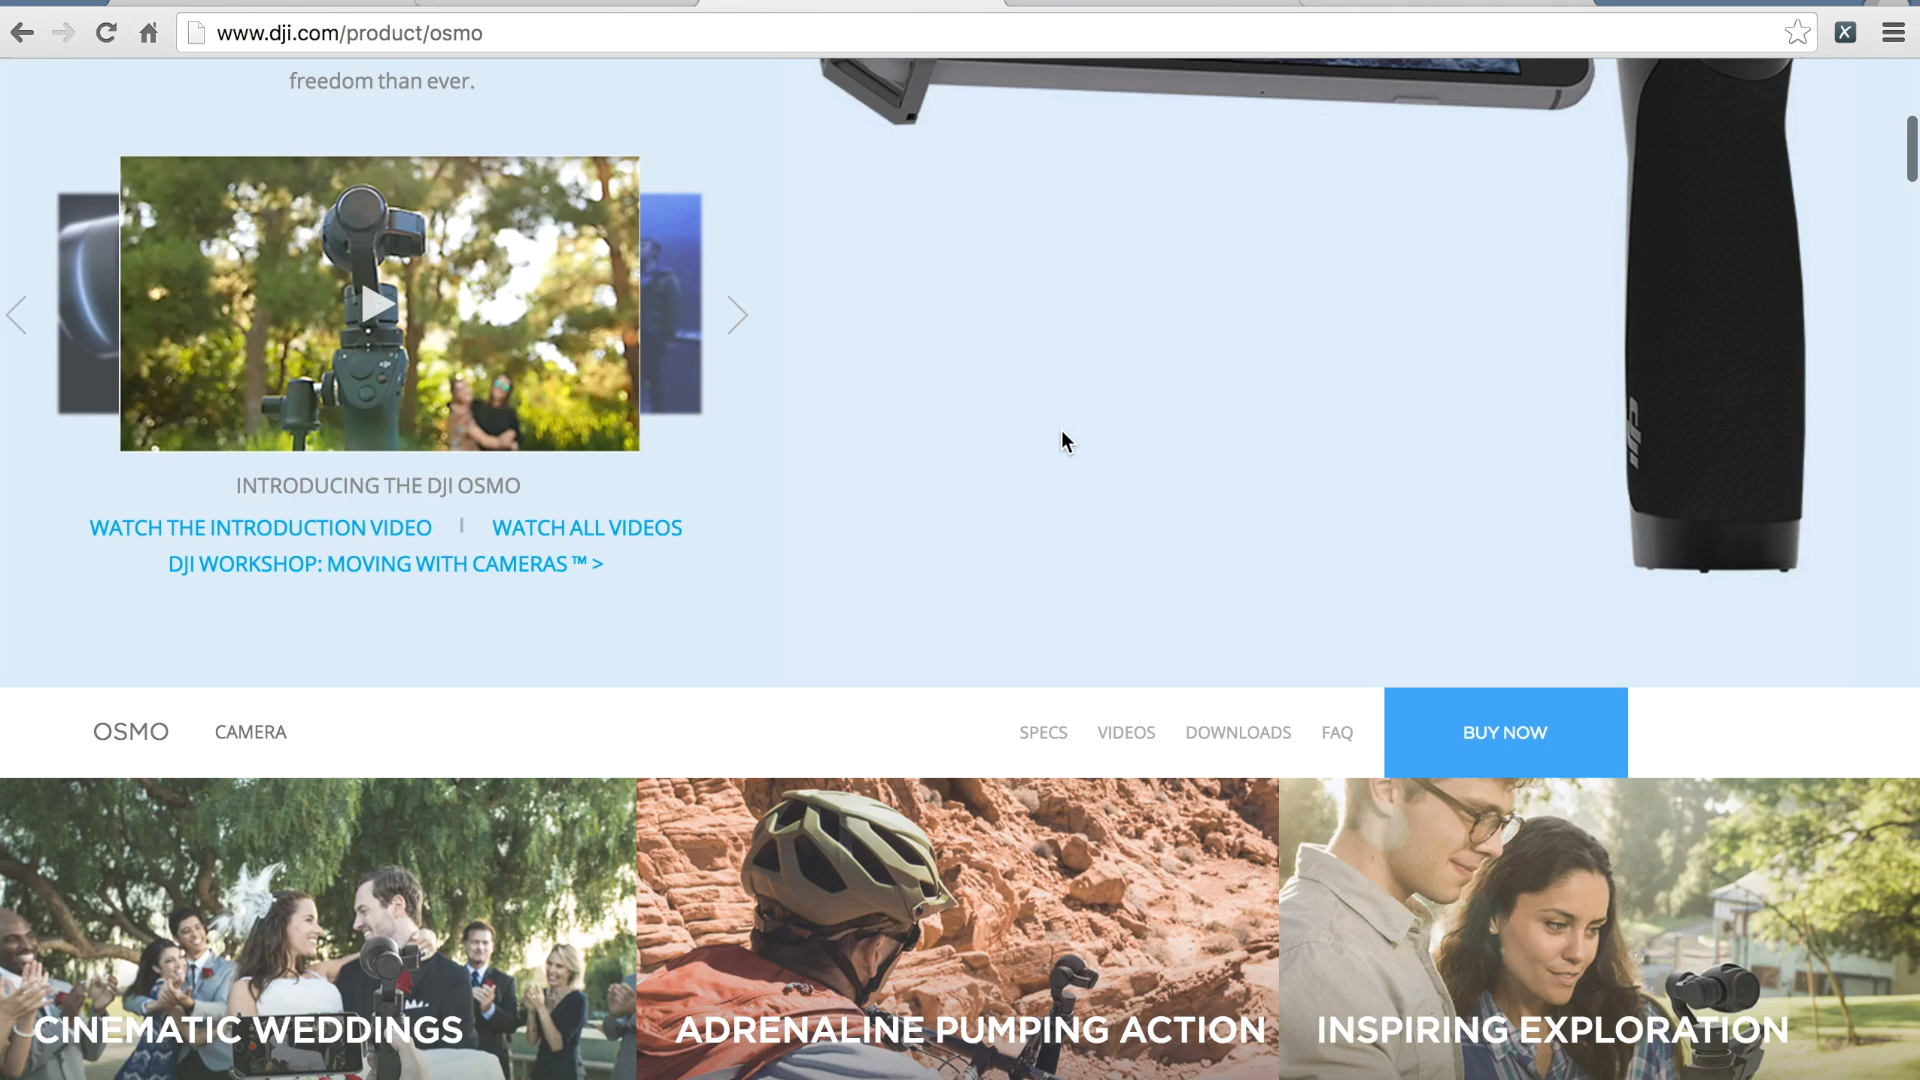 www.dji.com/product/osmo
freedom than ever.
INTRODUCING THE DJI OSMO
WATCH THE INTRODUCTION VIDEO | WATCH ALL VIDEOS
DJI WORKSHOP: MOVING WITH CAMERAS ™ >
dji
OSMO CAMERA SPECS VIDEOS DOWNLOADS FAQ BUY NOW
CINEMATIC WEDDINGS ADRENALINE PUMPING ACTION INSPIRING EXPLORATION